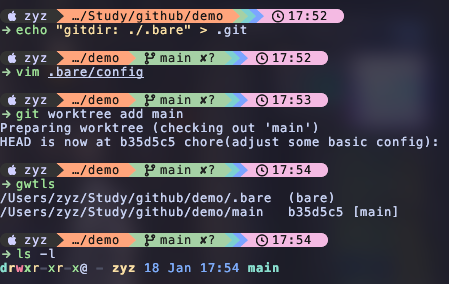 zyz …/Study/github/demo 17:52
→ echo "gitdir: ./.bare" > .git
zyz …/demo main ✘? 17:52
→ vim .bare/config
zyz …/demo main ✘? 17:53
→ git worktree add main
Preparing worktree (checking out 'main')
HEAD is now at b35d5c5 chore(adjust some basic config):
zyz …/demo main ✘? 17:54
→ gwtls
/Users/zyz/Study/github/demo/.bare (bare)
/Users/zyz/Study/github/demo/main b35d5c5 [main]
zyz …/demo main ✘? 17:54
→ ls -l
drwxr-xr-x@ - zyz 18 Jan 17:54 main